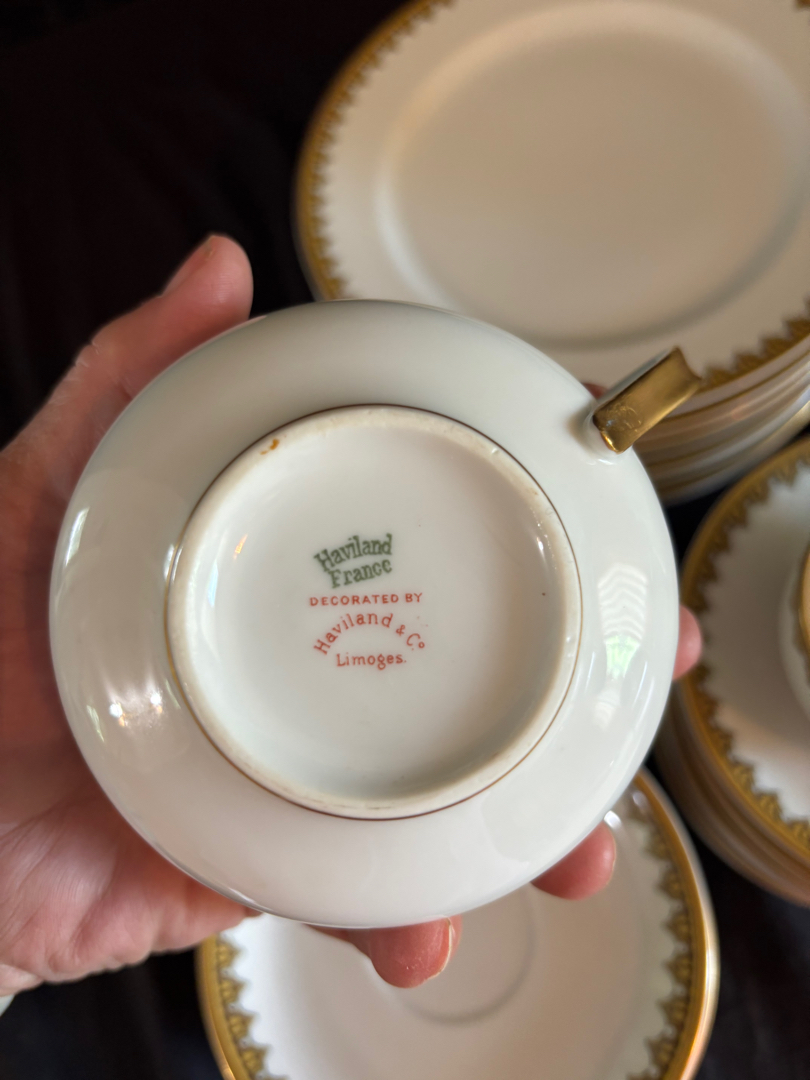 Haviland
France
DECORATED BY
Haviland & Co
Limoges.